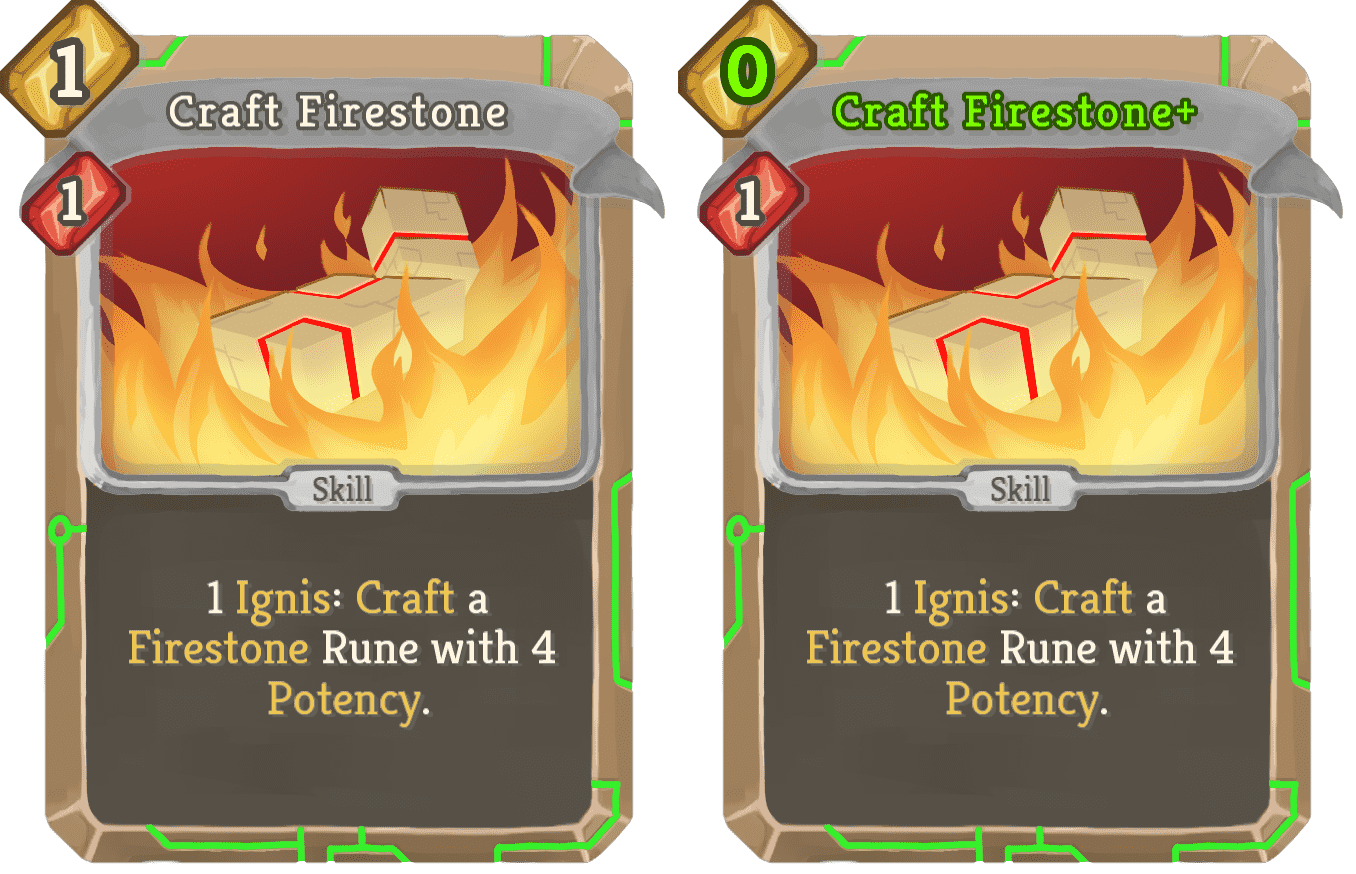 1
Craft Firestone
1
Skill
1 Ignis: Craft a
Firestone Rune with 4
Potency.
0
Craft Firestone+
1
Skill
1 Ignis: Craft a
Firestone Rune with 4
Potency.